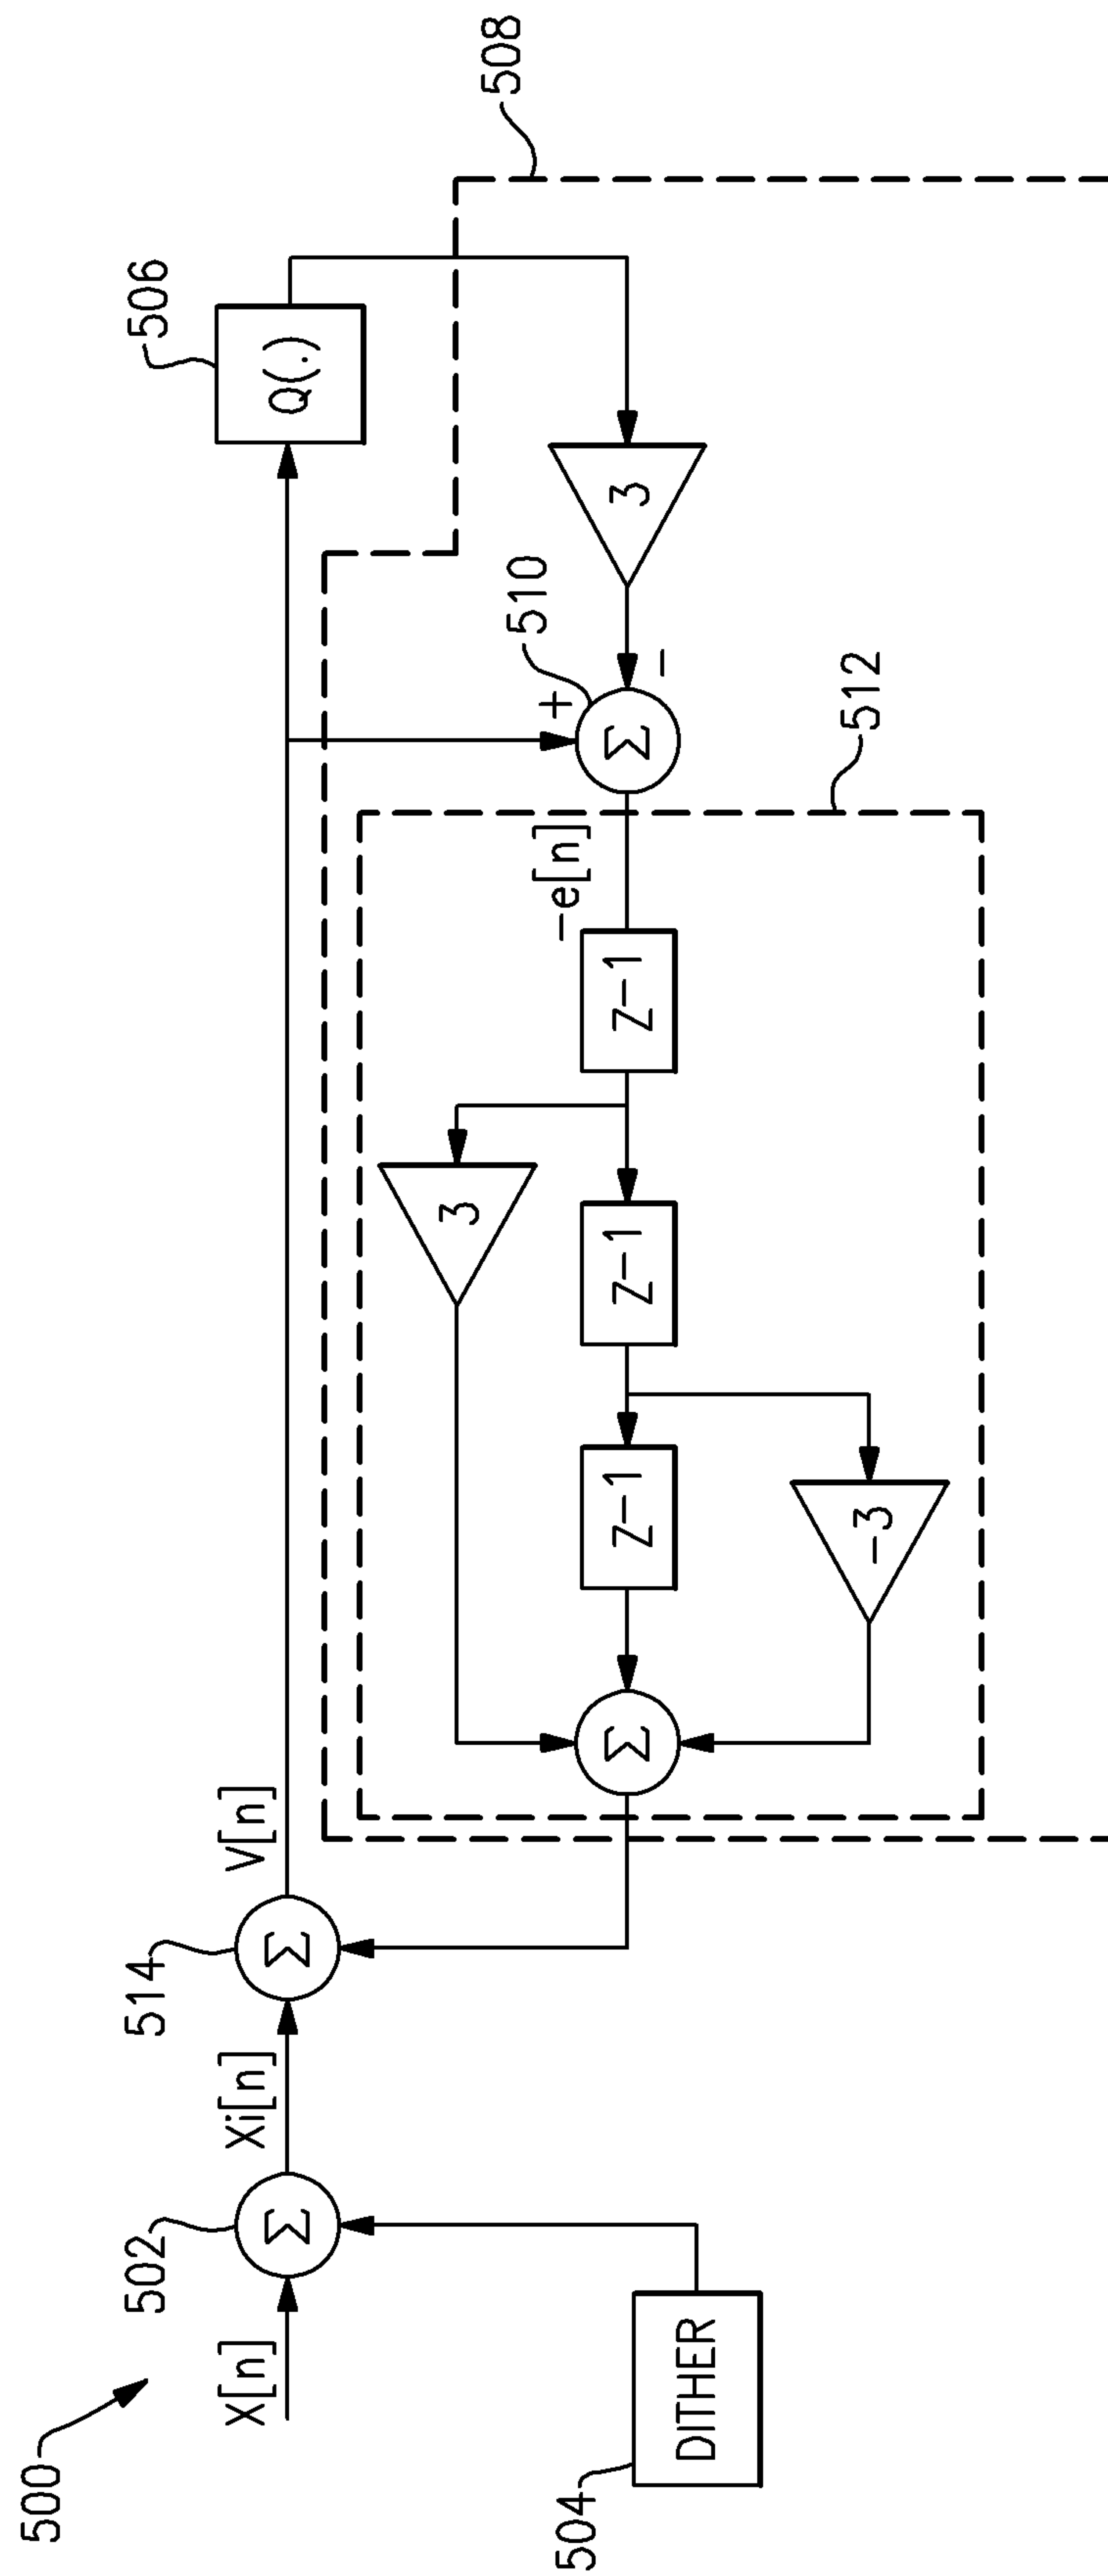 500
X[n]
502
Σ
Xi[n]
514
Σ
V[n]
506
Q(.)
504
DITHER
508
510
+
−
Σ
3
512
−e[n]
Z−1
3
Z−1
Z−1
−3
Σ